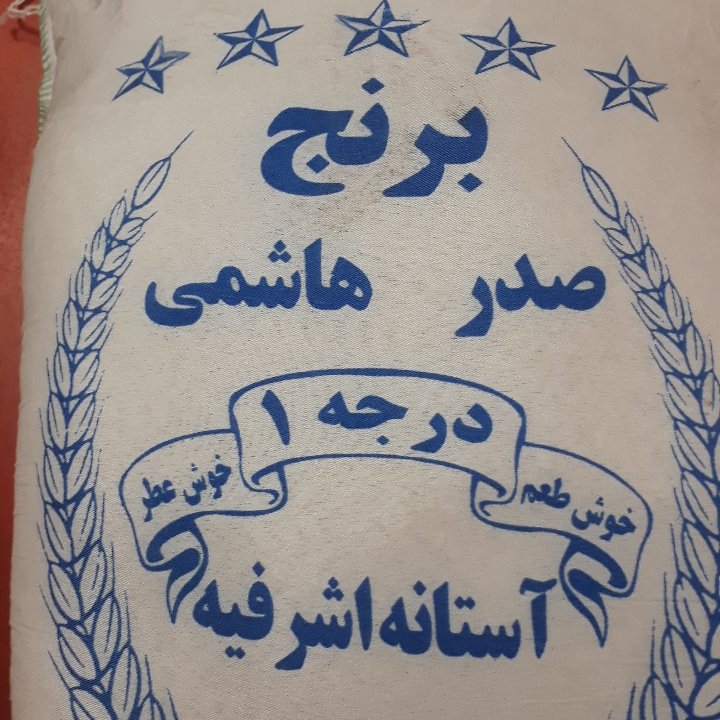 برنج
صدر هاشمی
درجه ۱
خوش طعم
خوش عطر
آستانه اشرفیه